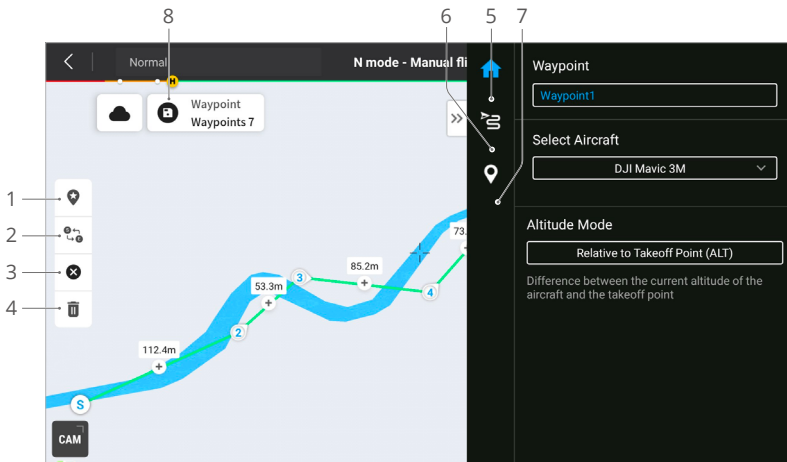 8
6
5
7
Normal
N mode - Manual fli
H
Waypoint
Waypoints 7
Waypoint
Waypoint1
Select Aircraft
DJI Mavic 3M
Altitude Mode
Relative to Takeoff Point (ALT)
Difference between the current altitude of the
aircraft and the takeoff point
1
2
3
4
S
E
73.
85.2m
3
53.3m
4
2
112.4m
S
CAM